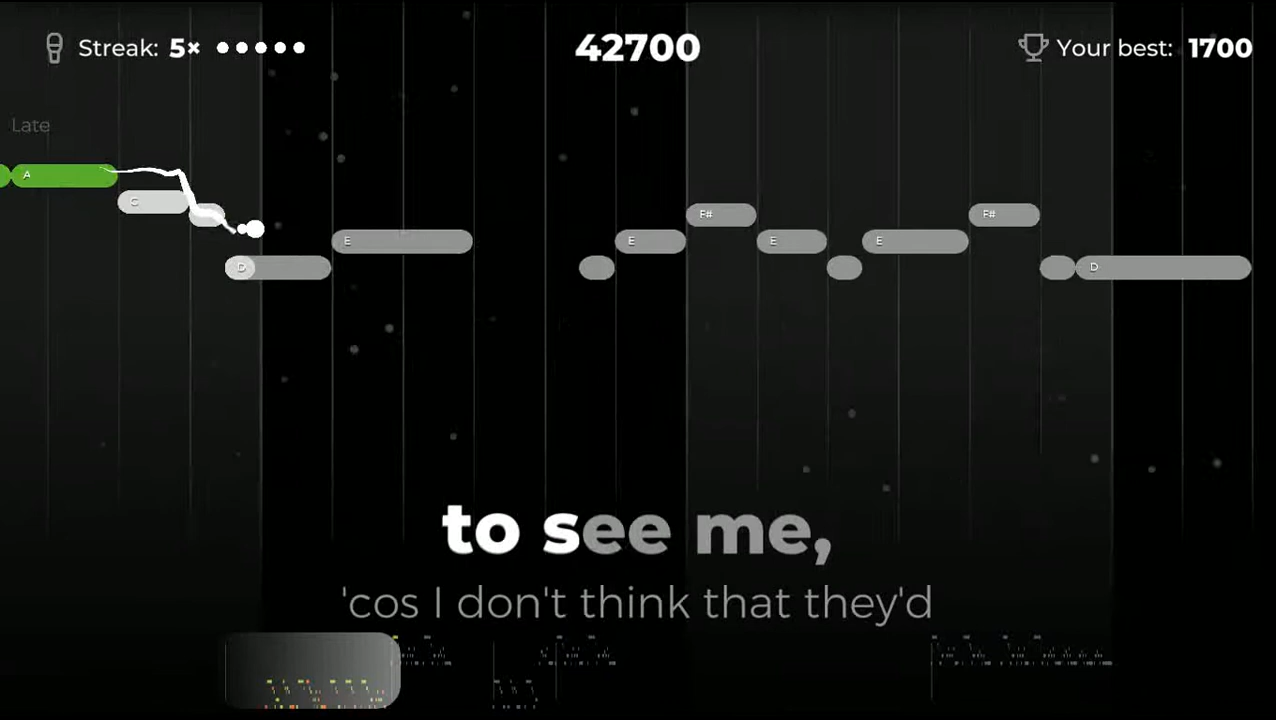 Streak: 5× 42700 Your best: 1700
Late
A
C
F# F#
E E E E
D D
to see me,
'cos I don't think that they'd